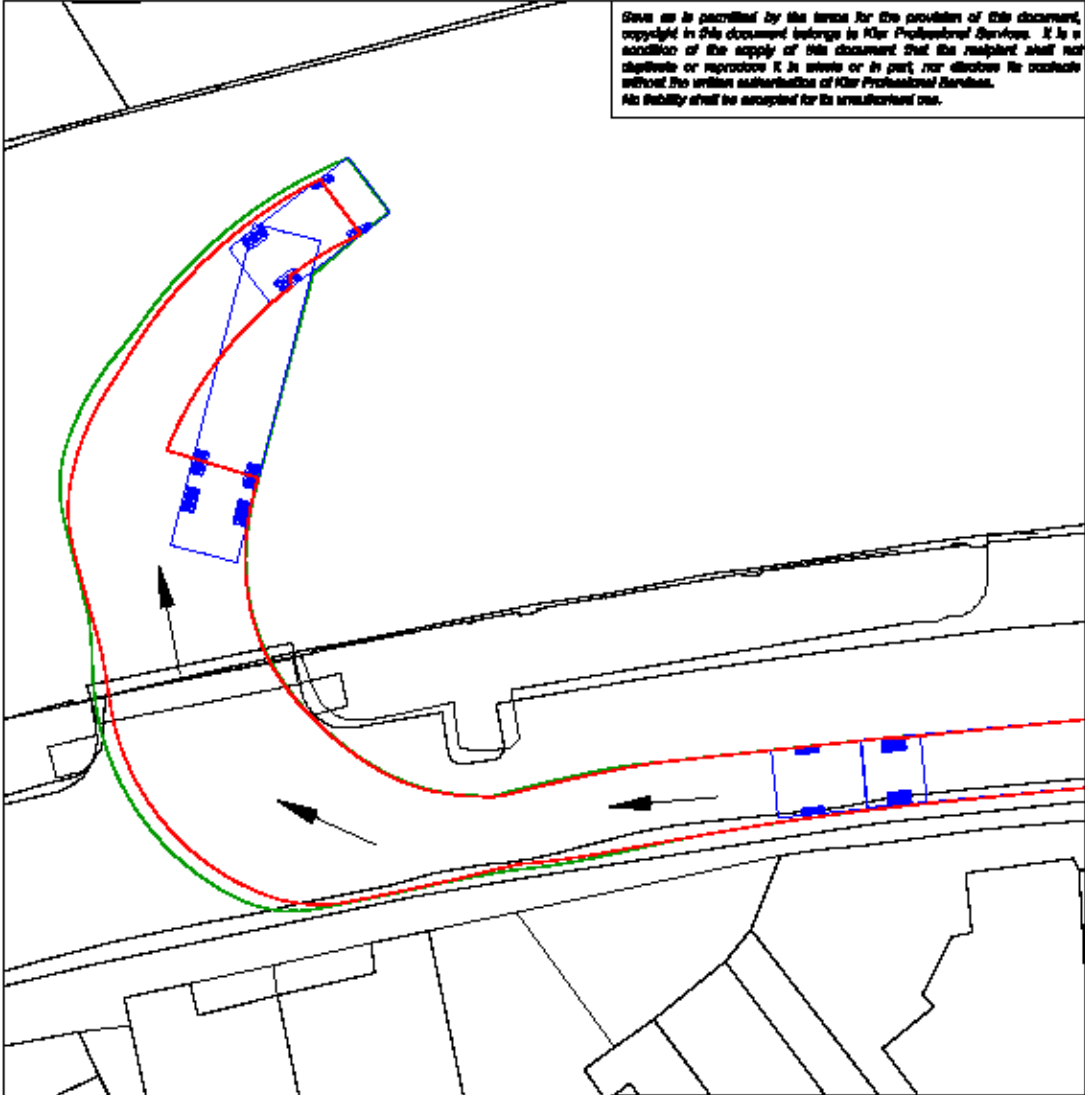 Save as is permitted by the terms for the provision of this document,
copyright in this document belongs to Kier Professional Services. It is a
condition of the supply of this document that the recipient shall not
duplicate or reproduce it in whole or in part, nor disclose its contents
without the written authorisation of Kier Professional Services.
No liability shall be accepted for its unauthorised use.